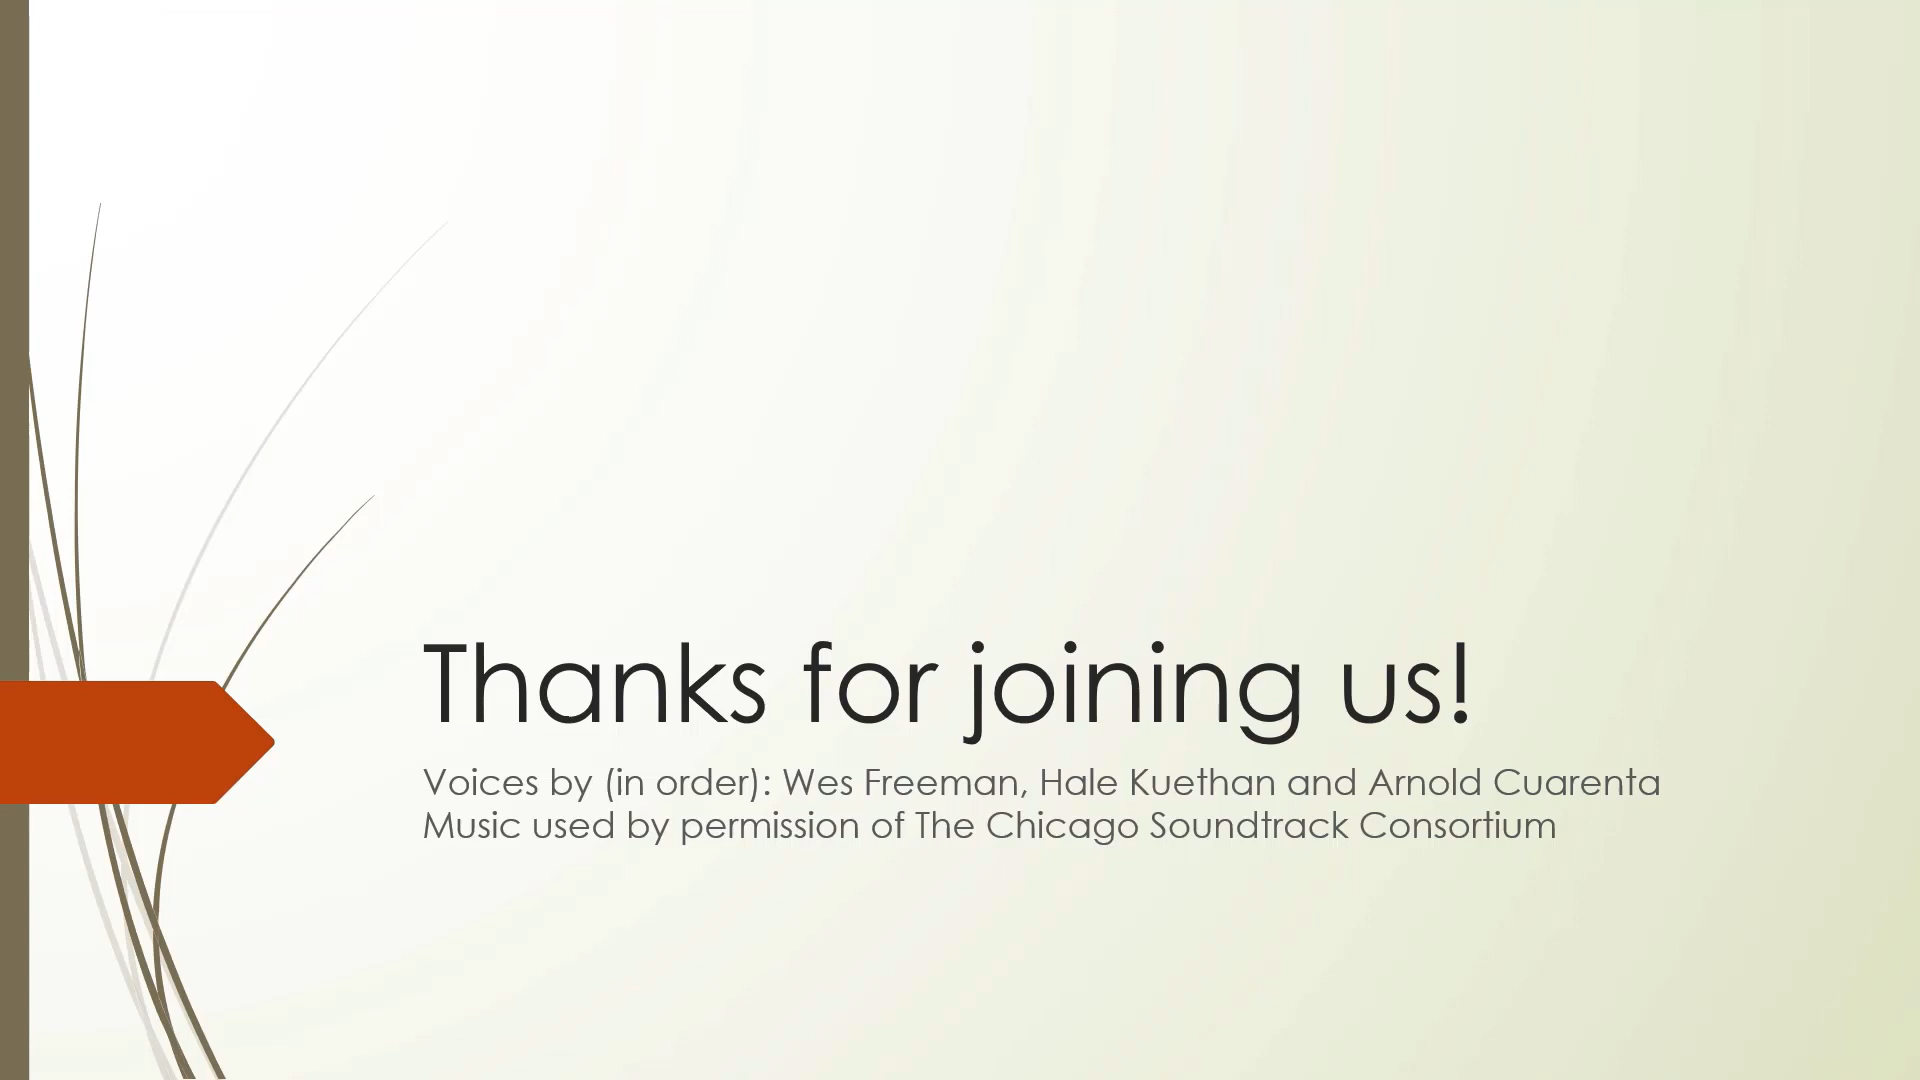 Thanks for joining us!
Voices by (in order): Wes Freeman, Hale Kuethan and Arnold Cuarenta
Music used by permission of The Chicago Soundtrack Consortium